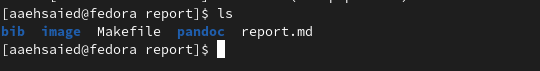 [aaehsaied@fedora report]$ ls
bib image Makefile pandoc report.md
[aaehsaied@fedora report]$